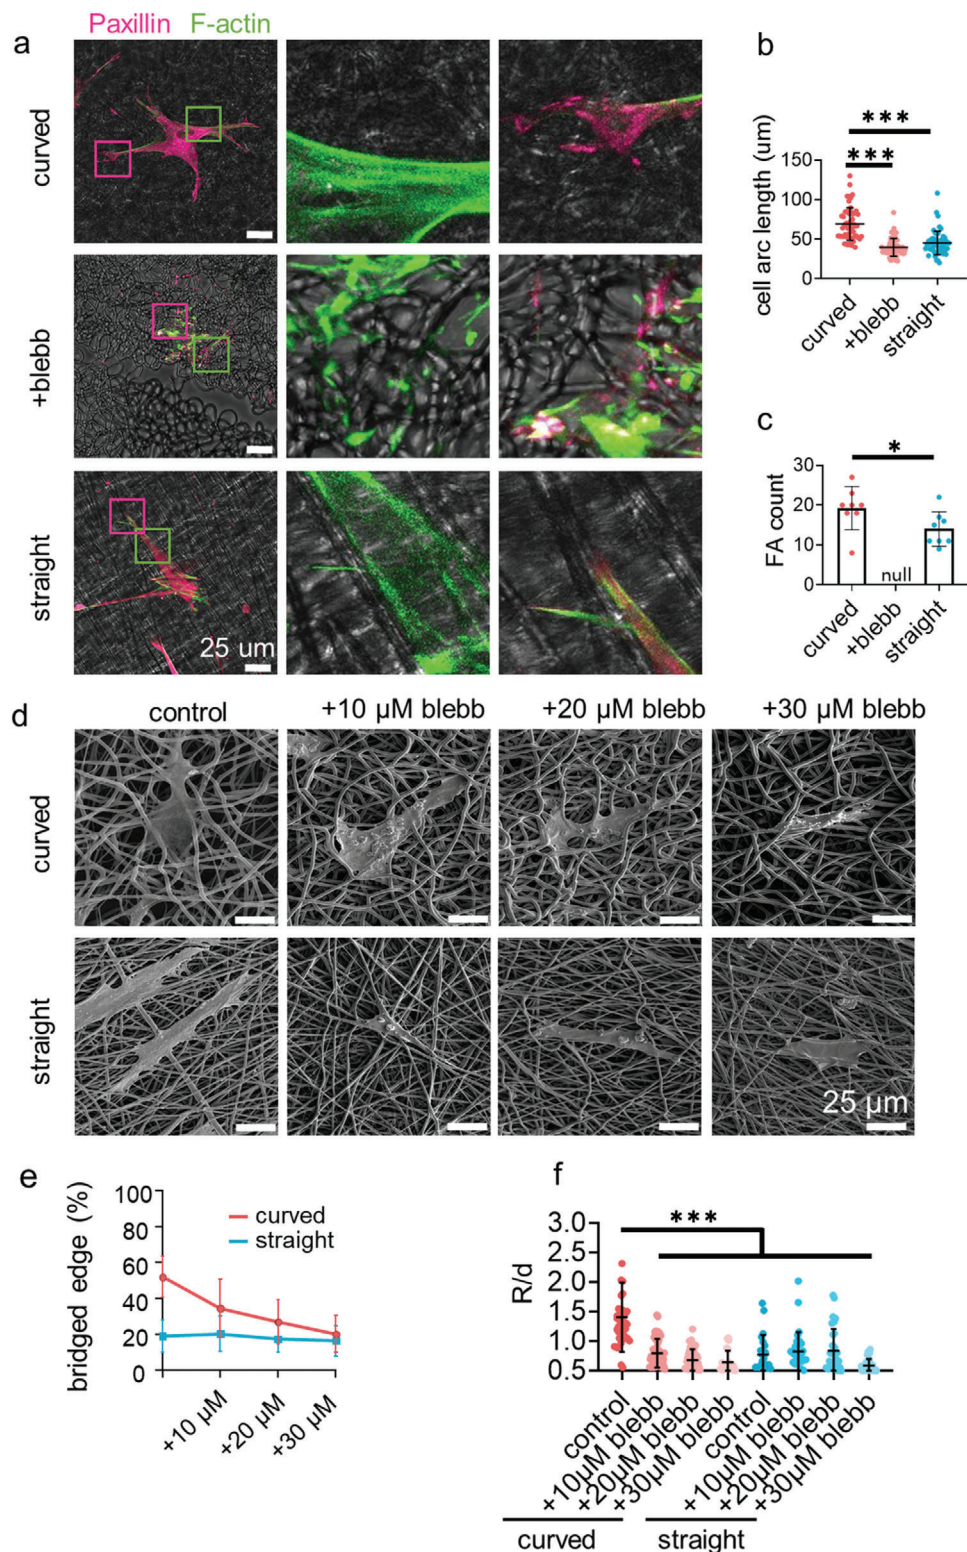 a
Paxillin F-actin
curved
+blebb
straight
25 um
b
cell arc length (um)
150
100
50
0
***
***
curved
+blebb
straight
c
FA count
30
20
10
0
*
null
curved
+blebb
straight
d
control
+10 µM blebb
+20 µM blebb
+30 µM blebb
curved
straight
25 µm
e
bridged edge (%)
100
80
60
40
20
0
curved
straight
+10 µM
+20 µM
+30 µM
f
R/d
3.0
2.5
2.0
1.5
1.0
0.5
***
control
+10µM blebb
+20µM blebb
+30µM blebb
control
+10µM blebb
+20µM blebb
+30µM blebb
curved
straight